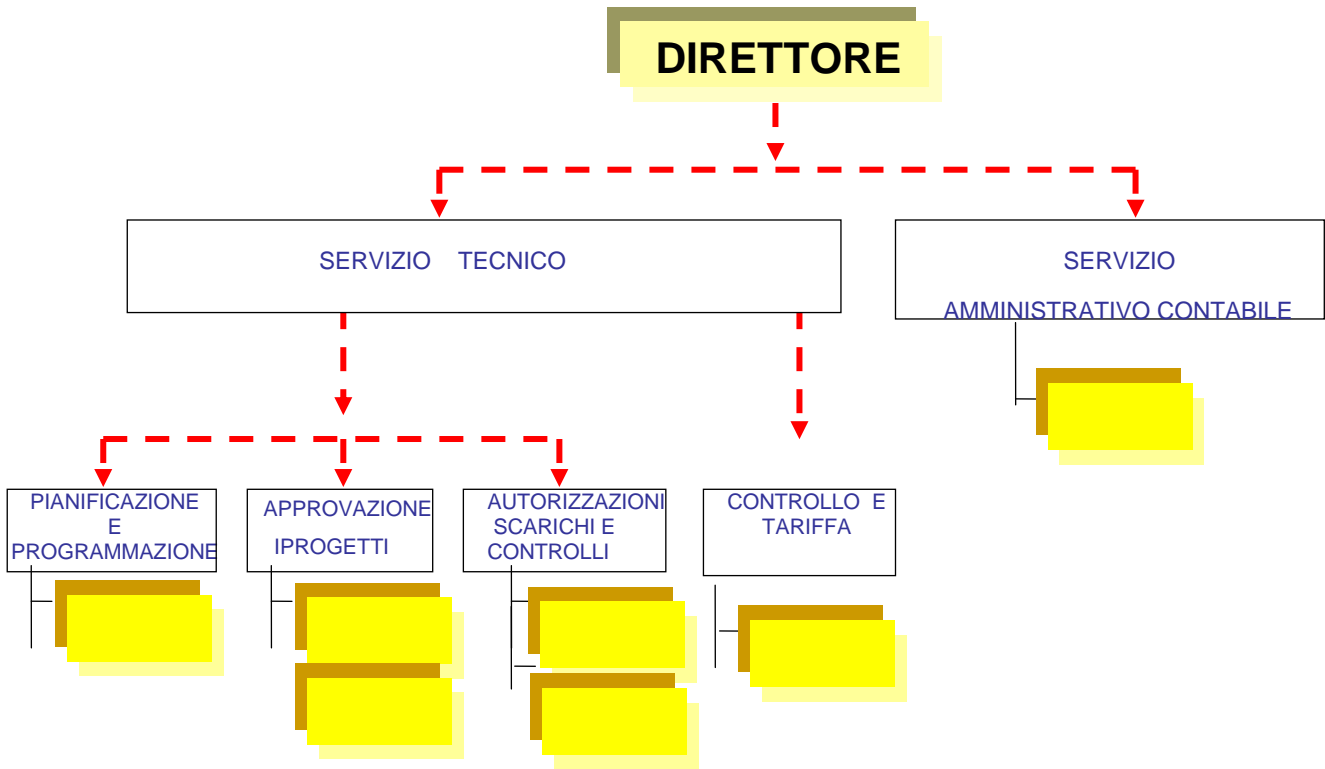 DIRETTORE
SERVIZIO TECNICO
SERVIZIO
AMMINISTRATIVO CONTABILE
PIANIFICAZIONE
E
PROGRAMMAZIONE
APPROVAZIONE
IPROGETTI
AUTORIZZAZIONI
SCARICHI E
CONTROLLI
CONTROLLO E
TARIFFA